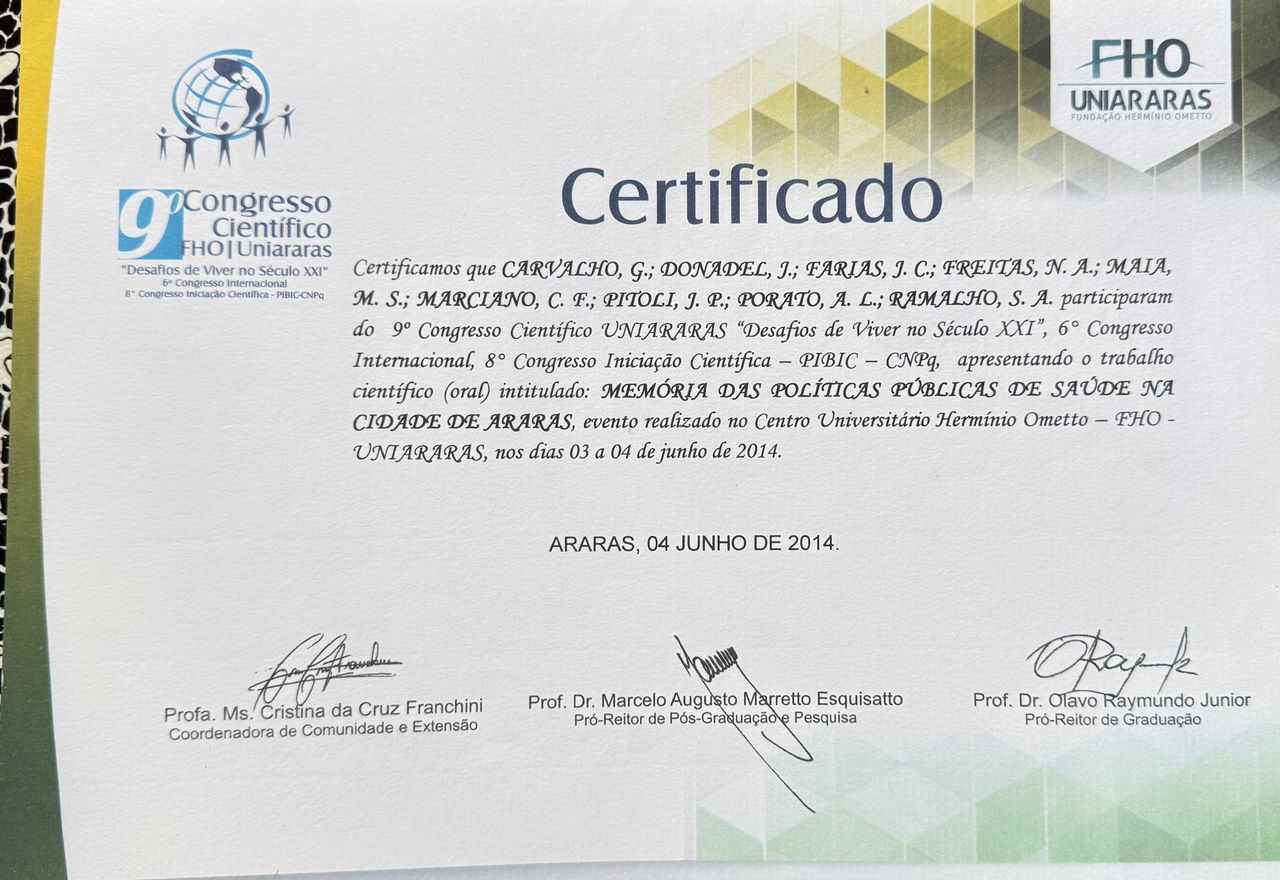 FHO
UNIARARAS
FUNDAÇÃO HERMÍNIO OMETTO
9º Congresso
Científico
FHO|Uniararas
"Desafios de Viver no Século XXI"
6º Congresso Internacional
8° Congresso Iniciação Científica - PIBIC-CNPq
Certificado
Certificamos que CARVALHO, G.; DONADEL, J.; FARIAS, J. C.; FREITAS, N. A.; MAIA,
M. S.; MARCIANO, C. F.; PITOLI, J. P.; PORATO, A. L.; RAMALHO, S. A. participaram
do 9º Congresso Científico UNIARARAS “Desafios de Viver no Século XXI”, 6° Congresso
Internacional, 8° Congresso Iniciação Científica – PIBIC – CNPq, apresentando o trabalho
científico (oral) intitulado: MEMÓRIA DAS POLÍTICAS PÚBLICAS DE SAÚDE NA
CIDADE DE ARARAS, evento realizado no Centro Universitário Hermínio Ometto – FHO -
UNIARARAS, nos dias 03 a 04 de junho de 2014.
ARARAS, 04 JUNHO DE 2014.
Profa. Ms. Cristina da Cruz Franchini
Coordenadora de Comunidade e Extensão
Prof. Dr. Marcelo Augusto Marretto Esquisatto
Pró-Reitor de Pós-Graduação e Pesquisa
Prof. Dr. Olavo Raymundo Junior
Pró-Reitor de Graduação